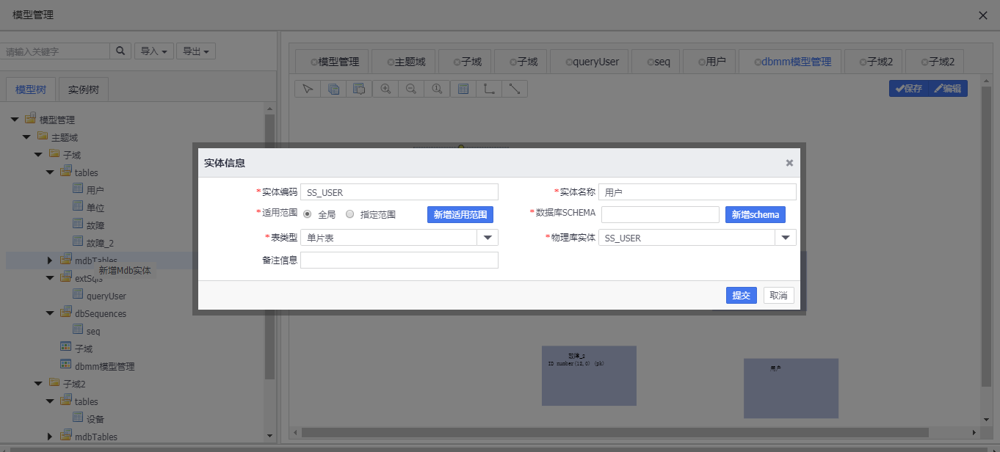 模型管理
请输入关键字 导入 导出
模型树 实例树
模型管理
主题域
子域
tables
用户
单位
故障
故障_2
mdbTables
新增Mdb实体
extSqls
queryUser
dbSequences
seq
子域
dbmm模型管理
子域2
tables
设备
mdbTables
模型管理 主题域 子域 子域 queryUser seq 用户 dbmm模型管理 子域2 子域2
保存 编辑
实体信息
*实体编码 SS_USER *实体名称 用户
*适用范围 全局 指定范围 新增适用范围 *数据库SCHEMA 新增schema
*表类型 单片表 *物理库实体 SS_USER
备注信息
提交 取消
故障_2
ID number(12,0) (pk)
用户